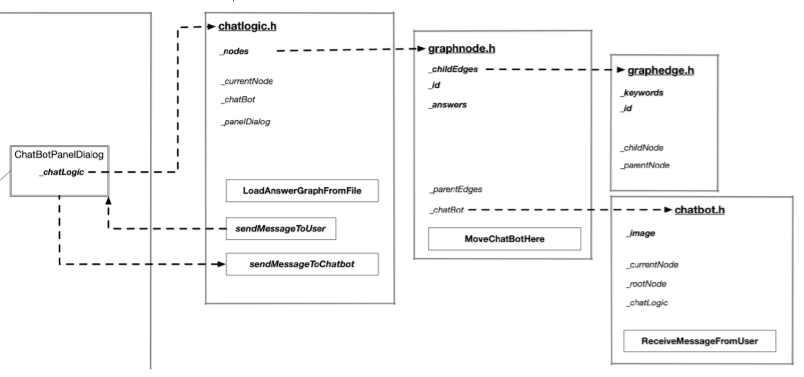 ChatBotPanelDialog
_chatLogic
chatlogic.h
_nodes
_currentNode
_chatBot
_panelDialog
LoadAnswerGraphFromFile
sendMessageToUser
sendMessageToChatbot
graphnode.h
_childEdges
_id
_answers
_parentEdges
_chatBot
MoveChatBotHere
graphedge.h
_keywords
_id
_childNode
_parentNode
chatbot.h
_image
_currentNode
_rootNode
_chatLogic
ReceiveMessageFromUser